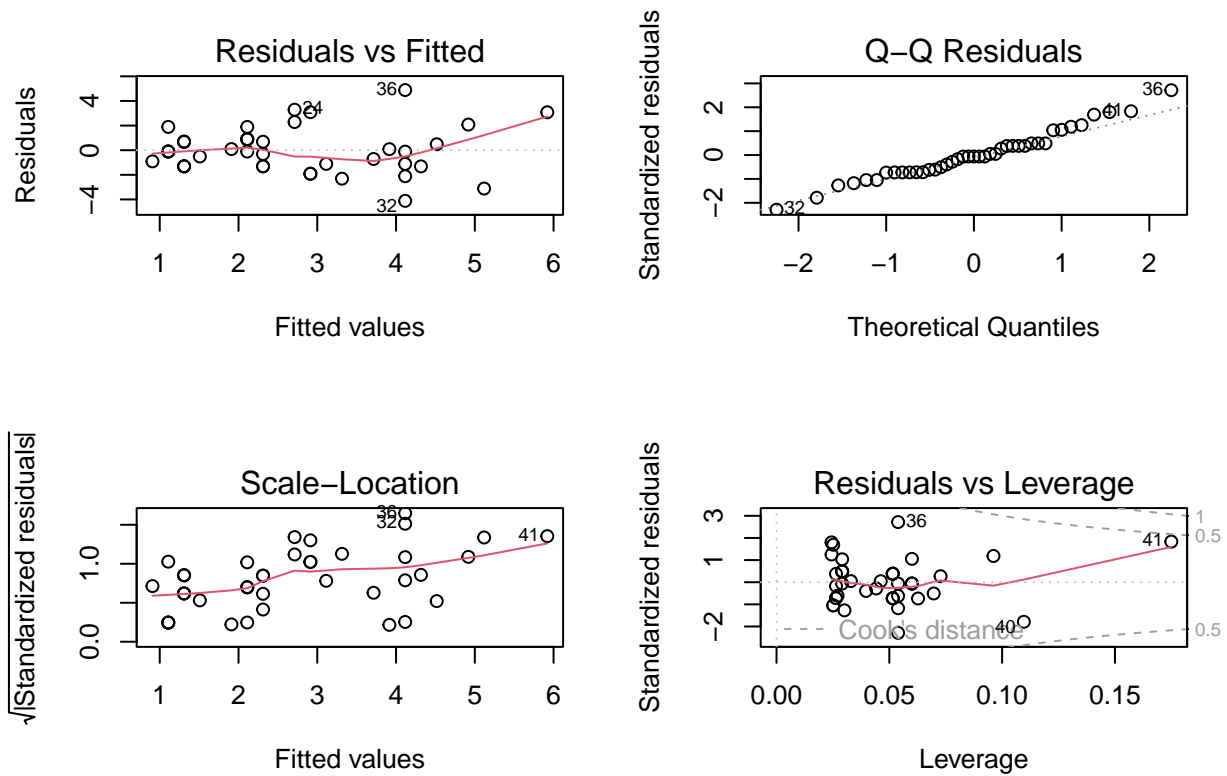 Residuals vs Fitted
Residuals
4
0
−4
36
24
32
1 2 3 4 5 6
Fitted values
Q−Q Residuals
Standardized residuals
2
0
−2
36
41
32
−2 −1 0 1 2
Theoretical Quantiles
Scale−Location
√|Standardized residuals|
1.0
0.0
36
32
41
1 2 3 4 5 6
Fitted values
Residuals vs Leverage
Standardized residuals
3
1
−2
36
41
40
1
0.5
0.5
Cook's distance
0.00 0.05 0.10 0.15
Leverage